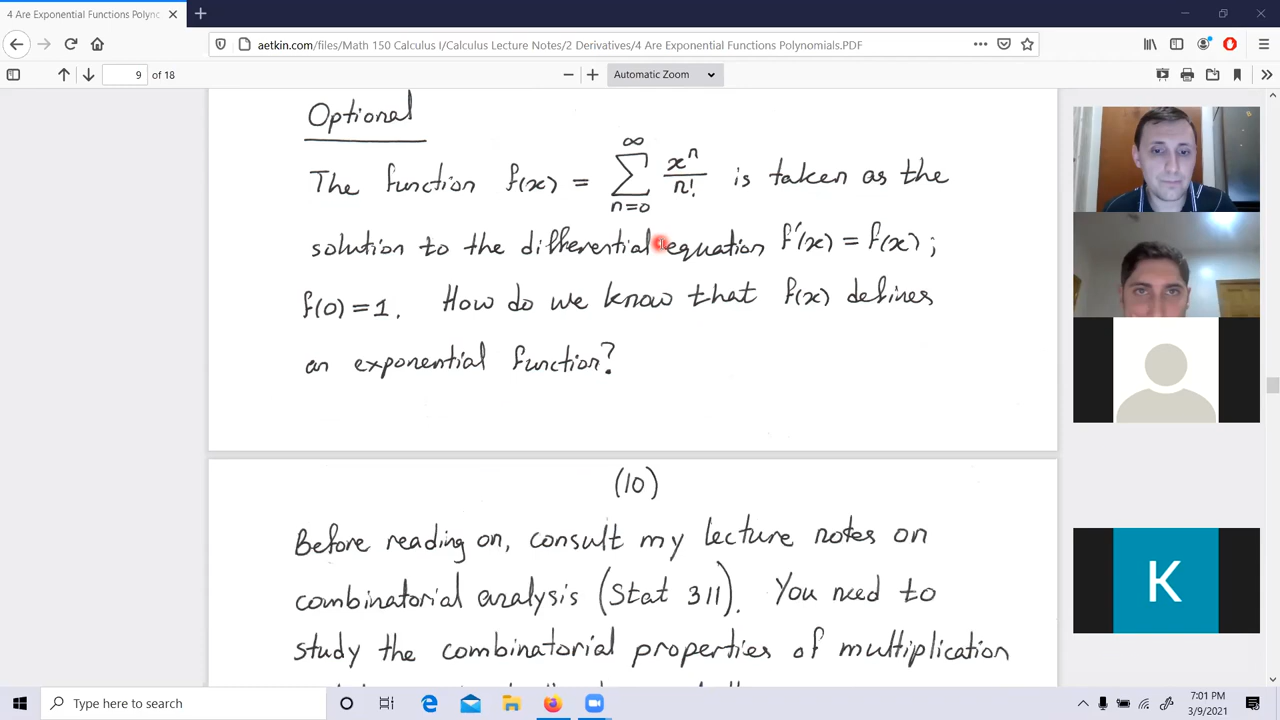 4 Are Exponential Functions Polync
aetkin.com/files/Math 150 Calculus I/Calculus Lecture Notes/2 Derivatives/4 Are Exponential Functions Polynomials.PDF
9 of 18
Automatic Zoom
Optional
The function f(x) = ∑_{n=0}^{∞} x^n/n! is taken as the
solution to the differential equation f'(x) = f(x);
f(0) = 1. How do we know that f(x) defines
an exponential function?
(10)
Before reading on, consult my lecture notes on
combinatorial analysis (Stat 311). You need to
study the combinatorial properties of multiplication
K
Type here to search
7:01 PM
3/9/2021